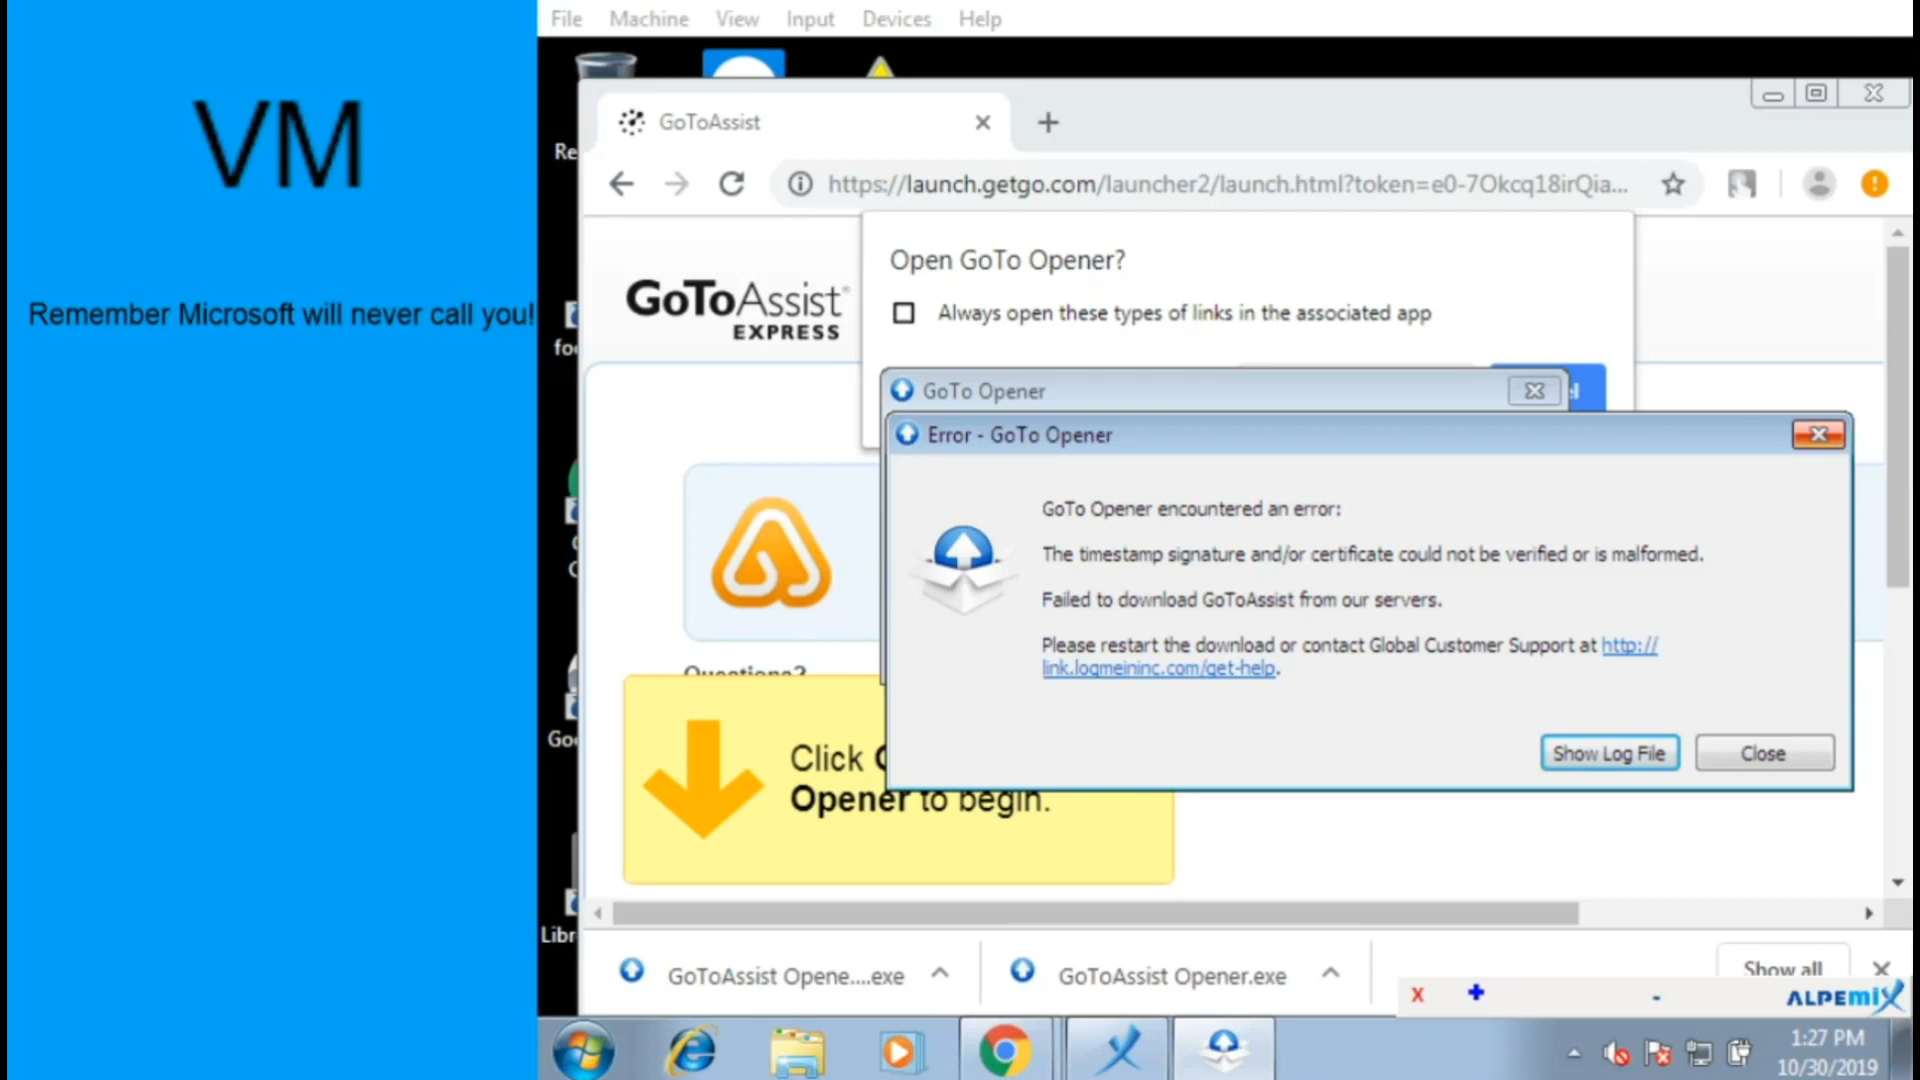 VM
Remember Microsoft will never call you!
File Machine View Input Devices Help
GoToAssist
https://launch.getgo.com/launcher2/launch.html?token=e0-7Okcq18irQia...
Open GoTo Opener?
Always open these types of links in the associated app
GoToAssist
EXPRESS
GoTo Opener
Error - GoTo Opener
GoTo Opener encountered an error:
The timestamp signature and/or certificate could not be verified or is malformed.
Failed to download GoToAssist from our servers.
Please restart the download or contact Global Customer Support at http://
link.logmeininc.com/get-help.
Show Log File Close
Questions?
Click
Opener to begin.
GoToAssist Opene....exe
GoToAssist Opener.exe
Show all
ALPEMIX
1:27 PM
10/30/2019